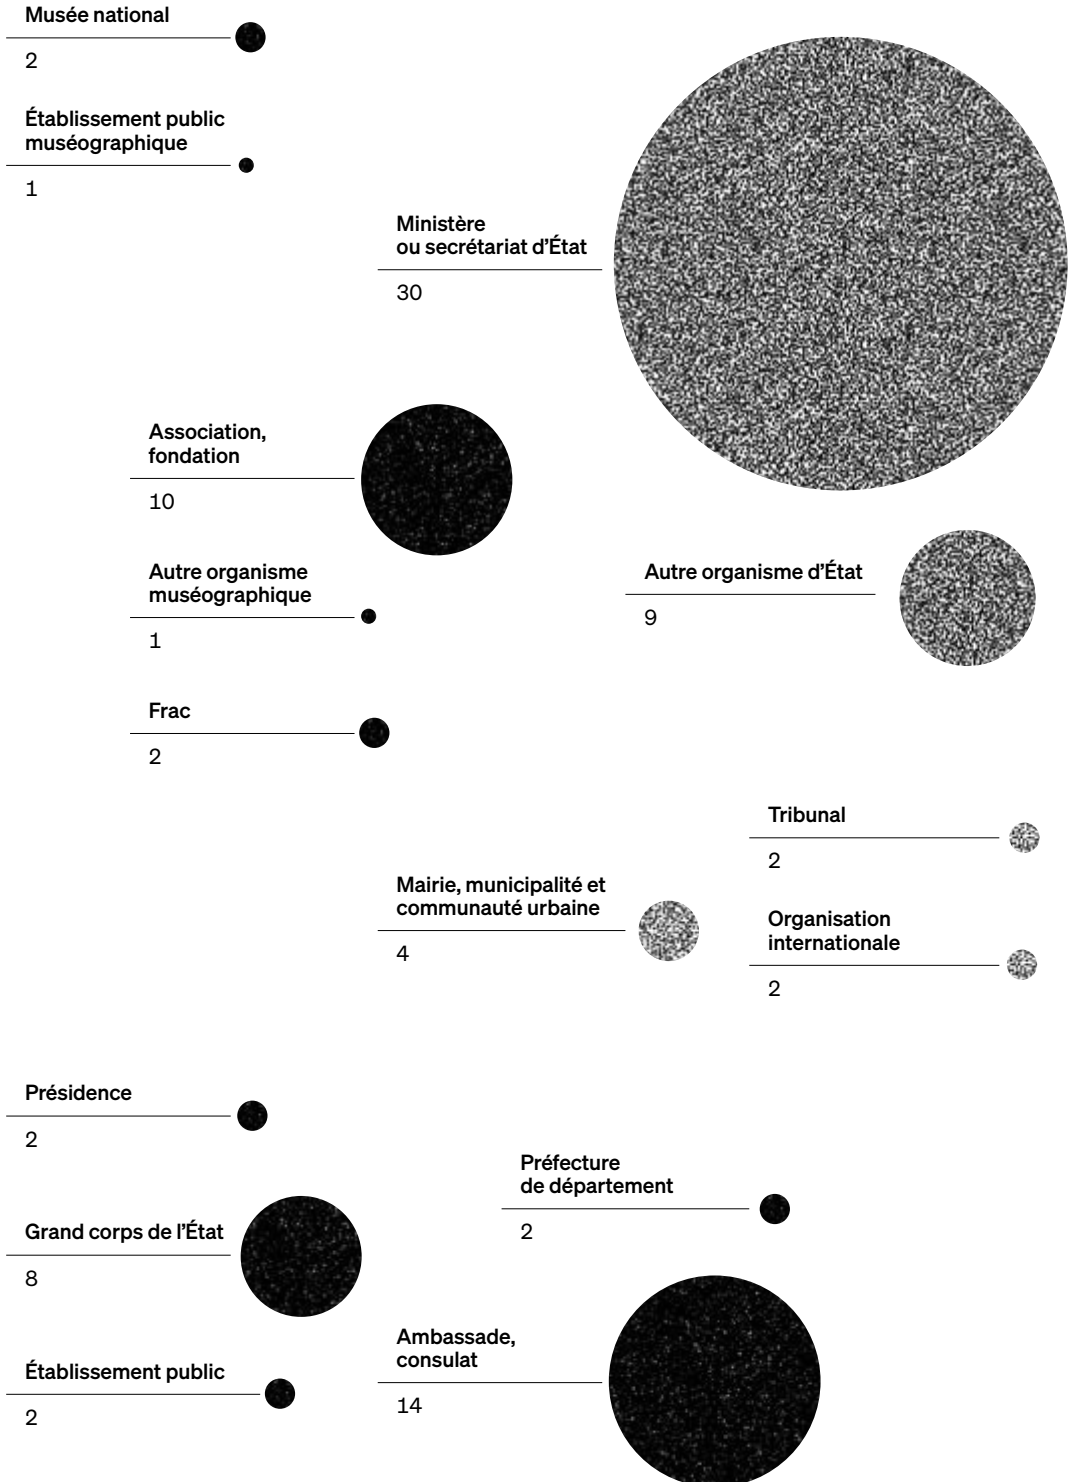 Musée national
2
Établissement public
muséographique
1
Ministère
ou secrétariat d’État
30
Association,
fondation
10
Autre organisme
muséographique
1
Autre organisme d’État
9
Frac
2
Tribunal
2
Mairie, municipalité et
communauté urbaine
4
Organisation
internationale
2
Présidence
2
Préfecture
de département
2
Grand corps de l’État
8
Ambassade,
consulat
14
Établissement public
2